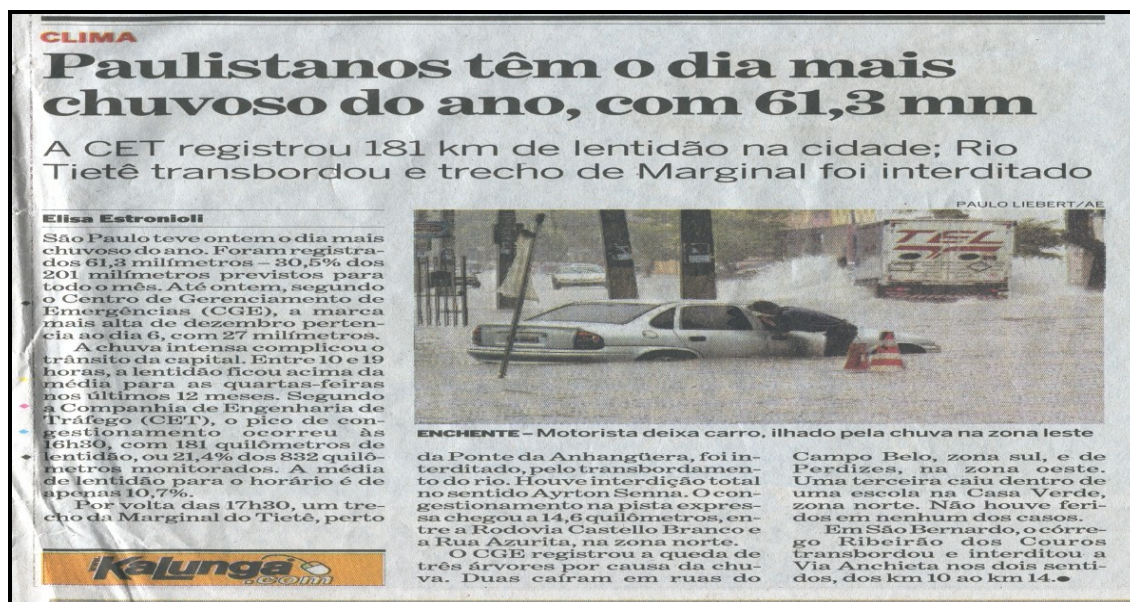 CLIMA
Paulistanos têm o dia mais
chuvoso do ano, com 61,3 mm
A CET registrou 181 km de lentidão na cidade; Rio
Tietê transbordou e trecho de Marginal foi interditado
Elisa Estronioli
São Paulo teve ontem o dia mais
chuvoso do ano. Foram registra-
dos 61,3 milímetros – 30,5% dos
201 milímetros previstos para
todo o mês. Até ontem, segundo
o Centro de Gerenciamento de
Emergências (CGE), a marca
mais alta de dezembro perten-
cia ao dia 6, com 27 milímetros.
A chuva intensa complicou o
trânsito da capital. Entre 10 e 19
horas, a lentidão ficou acima da
média para as quartas-feiras
nos últimos 12 meses. Segundo
a Companhia de Engenharia de
Tráfego (CET), o pico de con-
gestionamento ocorreu às
16h30, com 181 quilômetros de
lentidão, ou 21,4% dos 832 quilô-
metros monitorados. A média
de lentidão para o horário é de
apenas 10,7%.
Por volta das 17h30, um tre-
cho da Marginal do Tietê, perto
Kalunga
.com
PAULO LIEBERT/AE
TEL
ENCHENTE – Motorista deixa carro, ilhado pela chuva na zona leste
da Ponte da Anhangüera, foi in-
terditado, pelo transbordamen-
to do rio. Houve interdição total
no sentido Ayrton Senna. O con-
gestionamento na pista expres-
sa chegou a 14,6 quilômetros, en-
tre a Rodovia Castello Branco e
a Rua Azurita, na zona norte.
O CGE registrou a queda de
três árvores por causa da chu-
va. Duas caíram em ruas do
Campo Belo, zona sul, e de
Perdizes, na zona oeste.
Uma terceira caiu dentro de
uma escola na Casa Verde,
zona norte. Não houve feri-
dos em nenhum dos casos.
Em São Bernardo, o córre-
go Ribeirão dos Couros
transbordou e interditou a
Via Anchieta nos dois senti-
dos, dos km 10 ao km 14.●